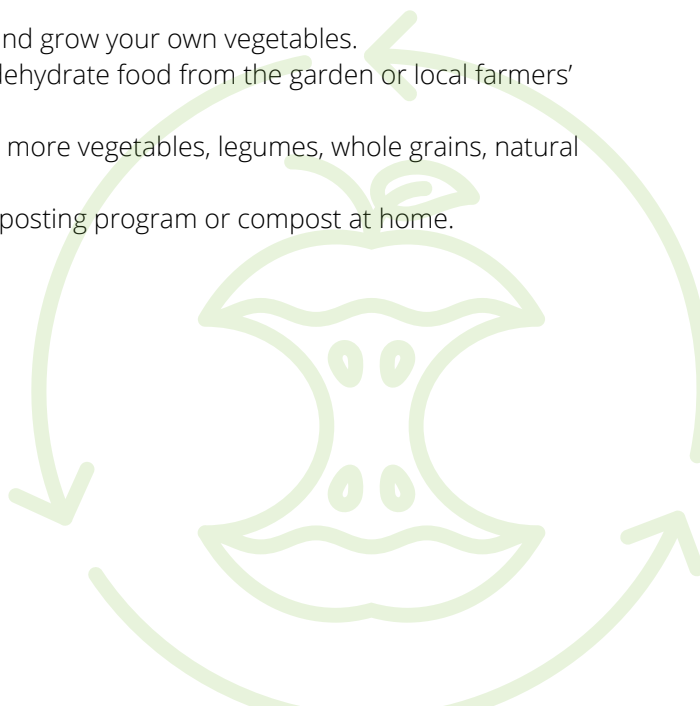 nd grow your own vegetables.
lehydrate food from the garden or local farmers’
more vegetables, legumes, whole grains, natural
posting program or compost at home.